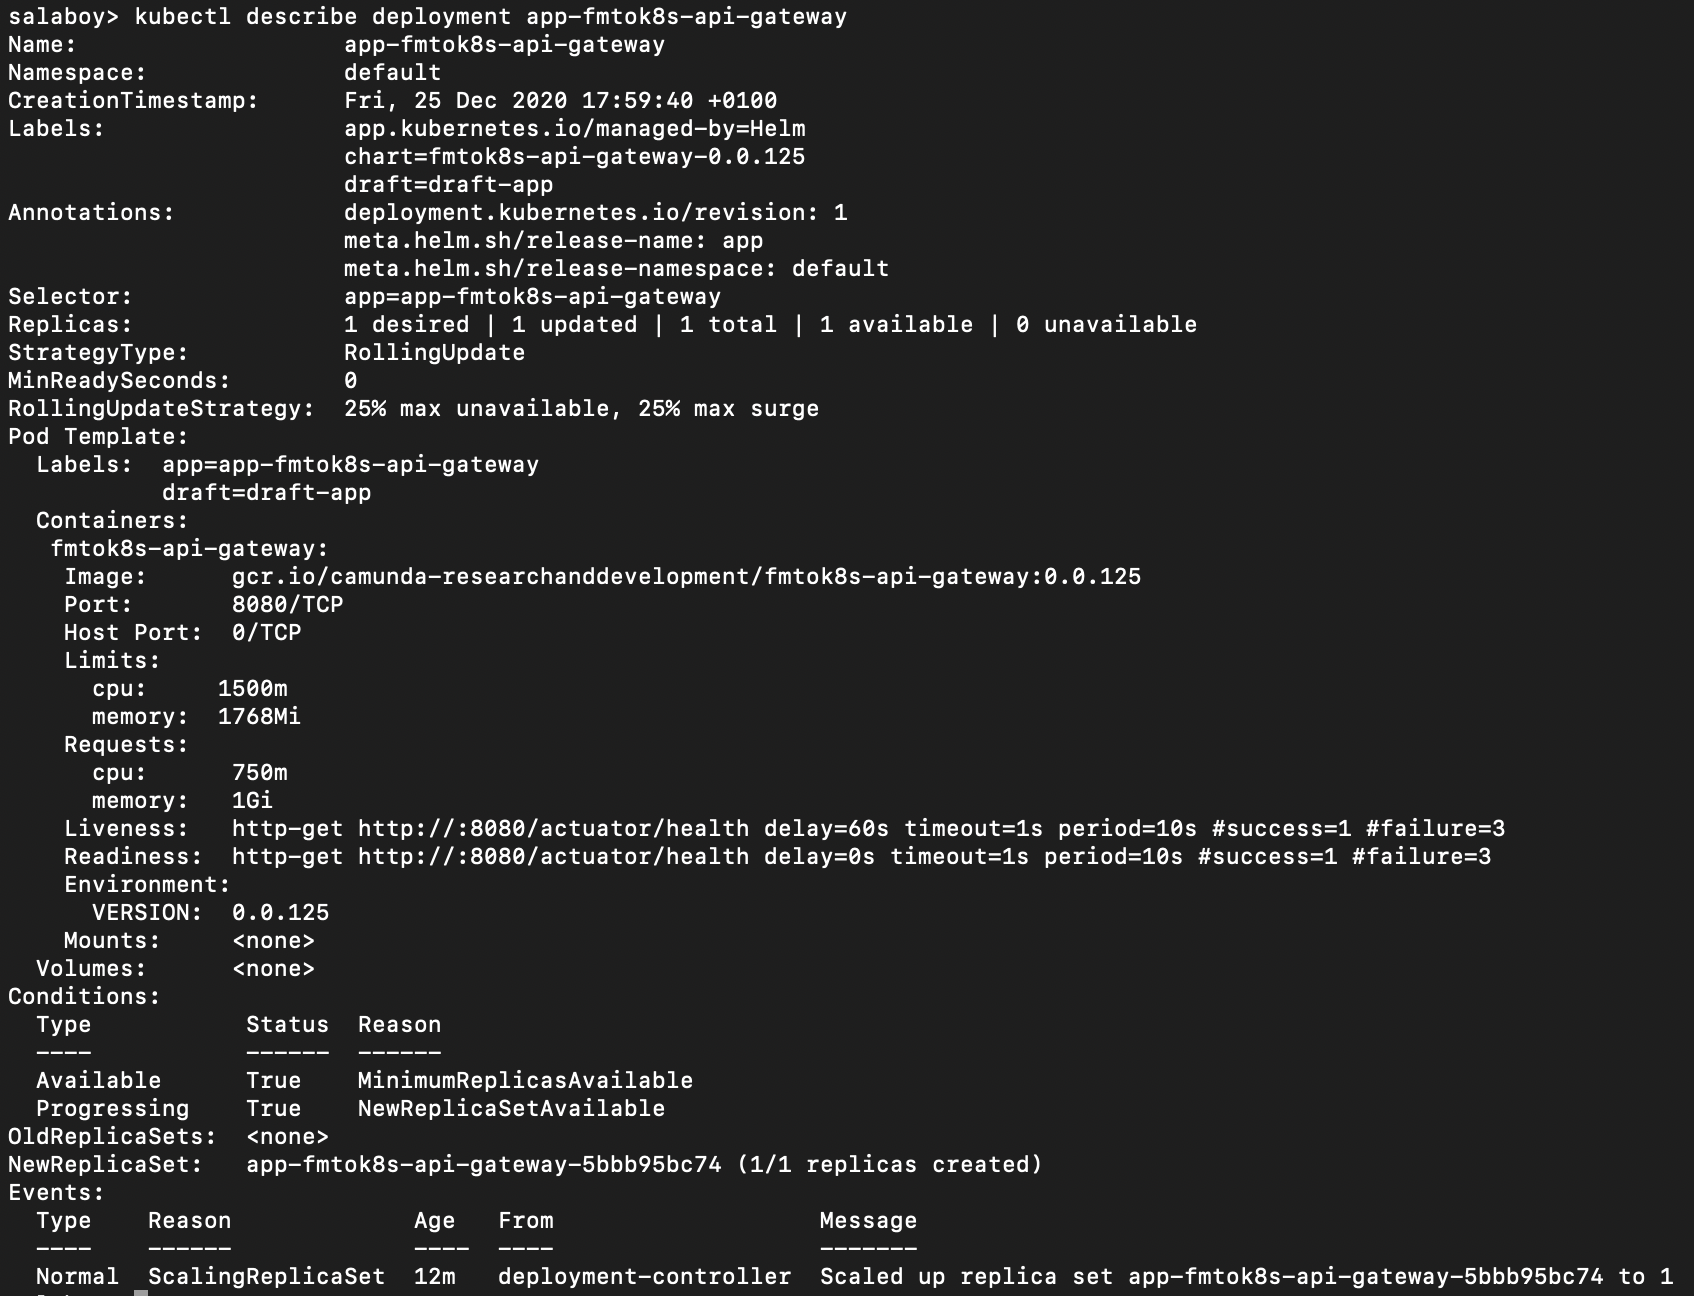 salaboy> kubectl describe deployment app-fmtok8s-api-gateway
Name:                   app-fmtok8s-api-gateway
Namespace:              default
CreationTimestamp:      Fri, 25 Dec 2020 17:59:40 +0100
Labels:                 app.kubernetes.io/managed-by=Helm
                        chart=fmtok8s-api-gateway-0.0.125
                        draft=draft-app
Annotations:            deployment.kubernetes.io/revision: 1
                        meta.helm.sh/release-name: app
                        meta.helm.sh/release-namespace: default
Selector:               app=app-fmtok8s-api-gateway
Replicas:               1 desired | 1 updated | 1 total | 1 available | 0 unavailable
StrategyType:           RollingUpdate
MinReadySeconds:        0
RollingUpdateStrategy:  25% max unavailable, 25% max surge
Pod Template:
  Labels:  app=app-fmtok8s-api-gateway
           draft=draft-app
  Containers:
   fmtok8s-api-gateway:
    Image:      gcr.io/camunda-researchanddevelopment/fmtok8s-api-gateway:0.0.125
    Port:       8080/TCP
    Host Port:  0/TCP
    Limits:
      cpu:     1500m
      memory:  1768Mi
    Requests:
      cpu:      750m
      memory:   1Gi
    Liveness:   http-get http://:8080/actuator/health delay=60s timeout=1s period=10s #success=1 #failure=3
    Readiness:  http-get http://:8080/actuator/health delay=0s timeout=1s period=10s #success=1 #failure=3
    Environment:
      VERSION:  0.0.125
    Mounts:     <none>
  Volumes:      <none>
Conditions:
  Type           Status  Reason
  ----           ------  ------
  Available      True    MinimumReplicasAvailable
  Progressing    True    NewReplicaSetAvailable
OldReplicaSets:  <none>
NewReplicaSet:   app-fmtok8s-api-gateway-5bbb95bc74 (1/1 replicas created)
Events:
  Type    Reason             Age   From                   Message
  ----    ------             ----  ----                   -------
  Normal  ScalingReplicaSet  12m   deployment-controller  Scaled up replica set app-fmtok8s-api-gateway-5bbb95bc74 to 1